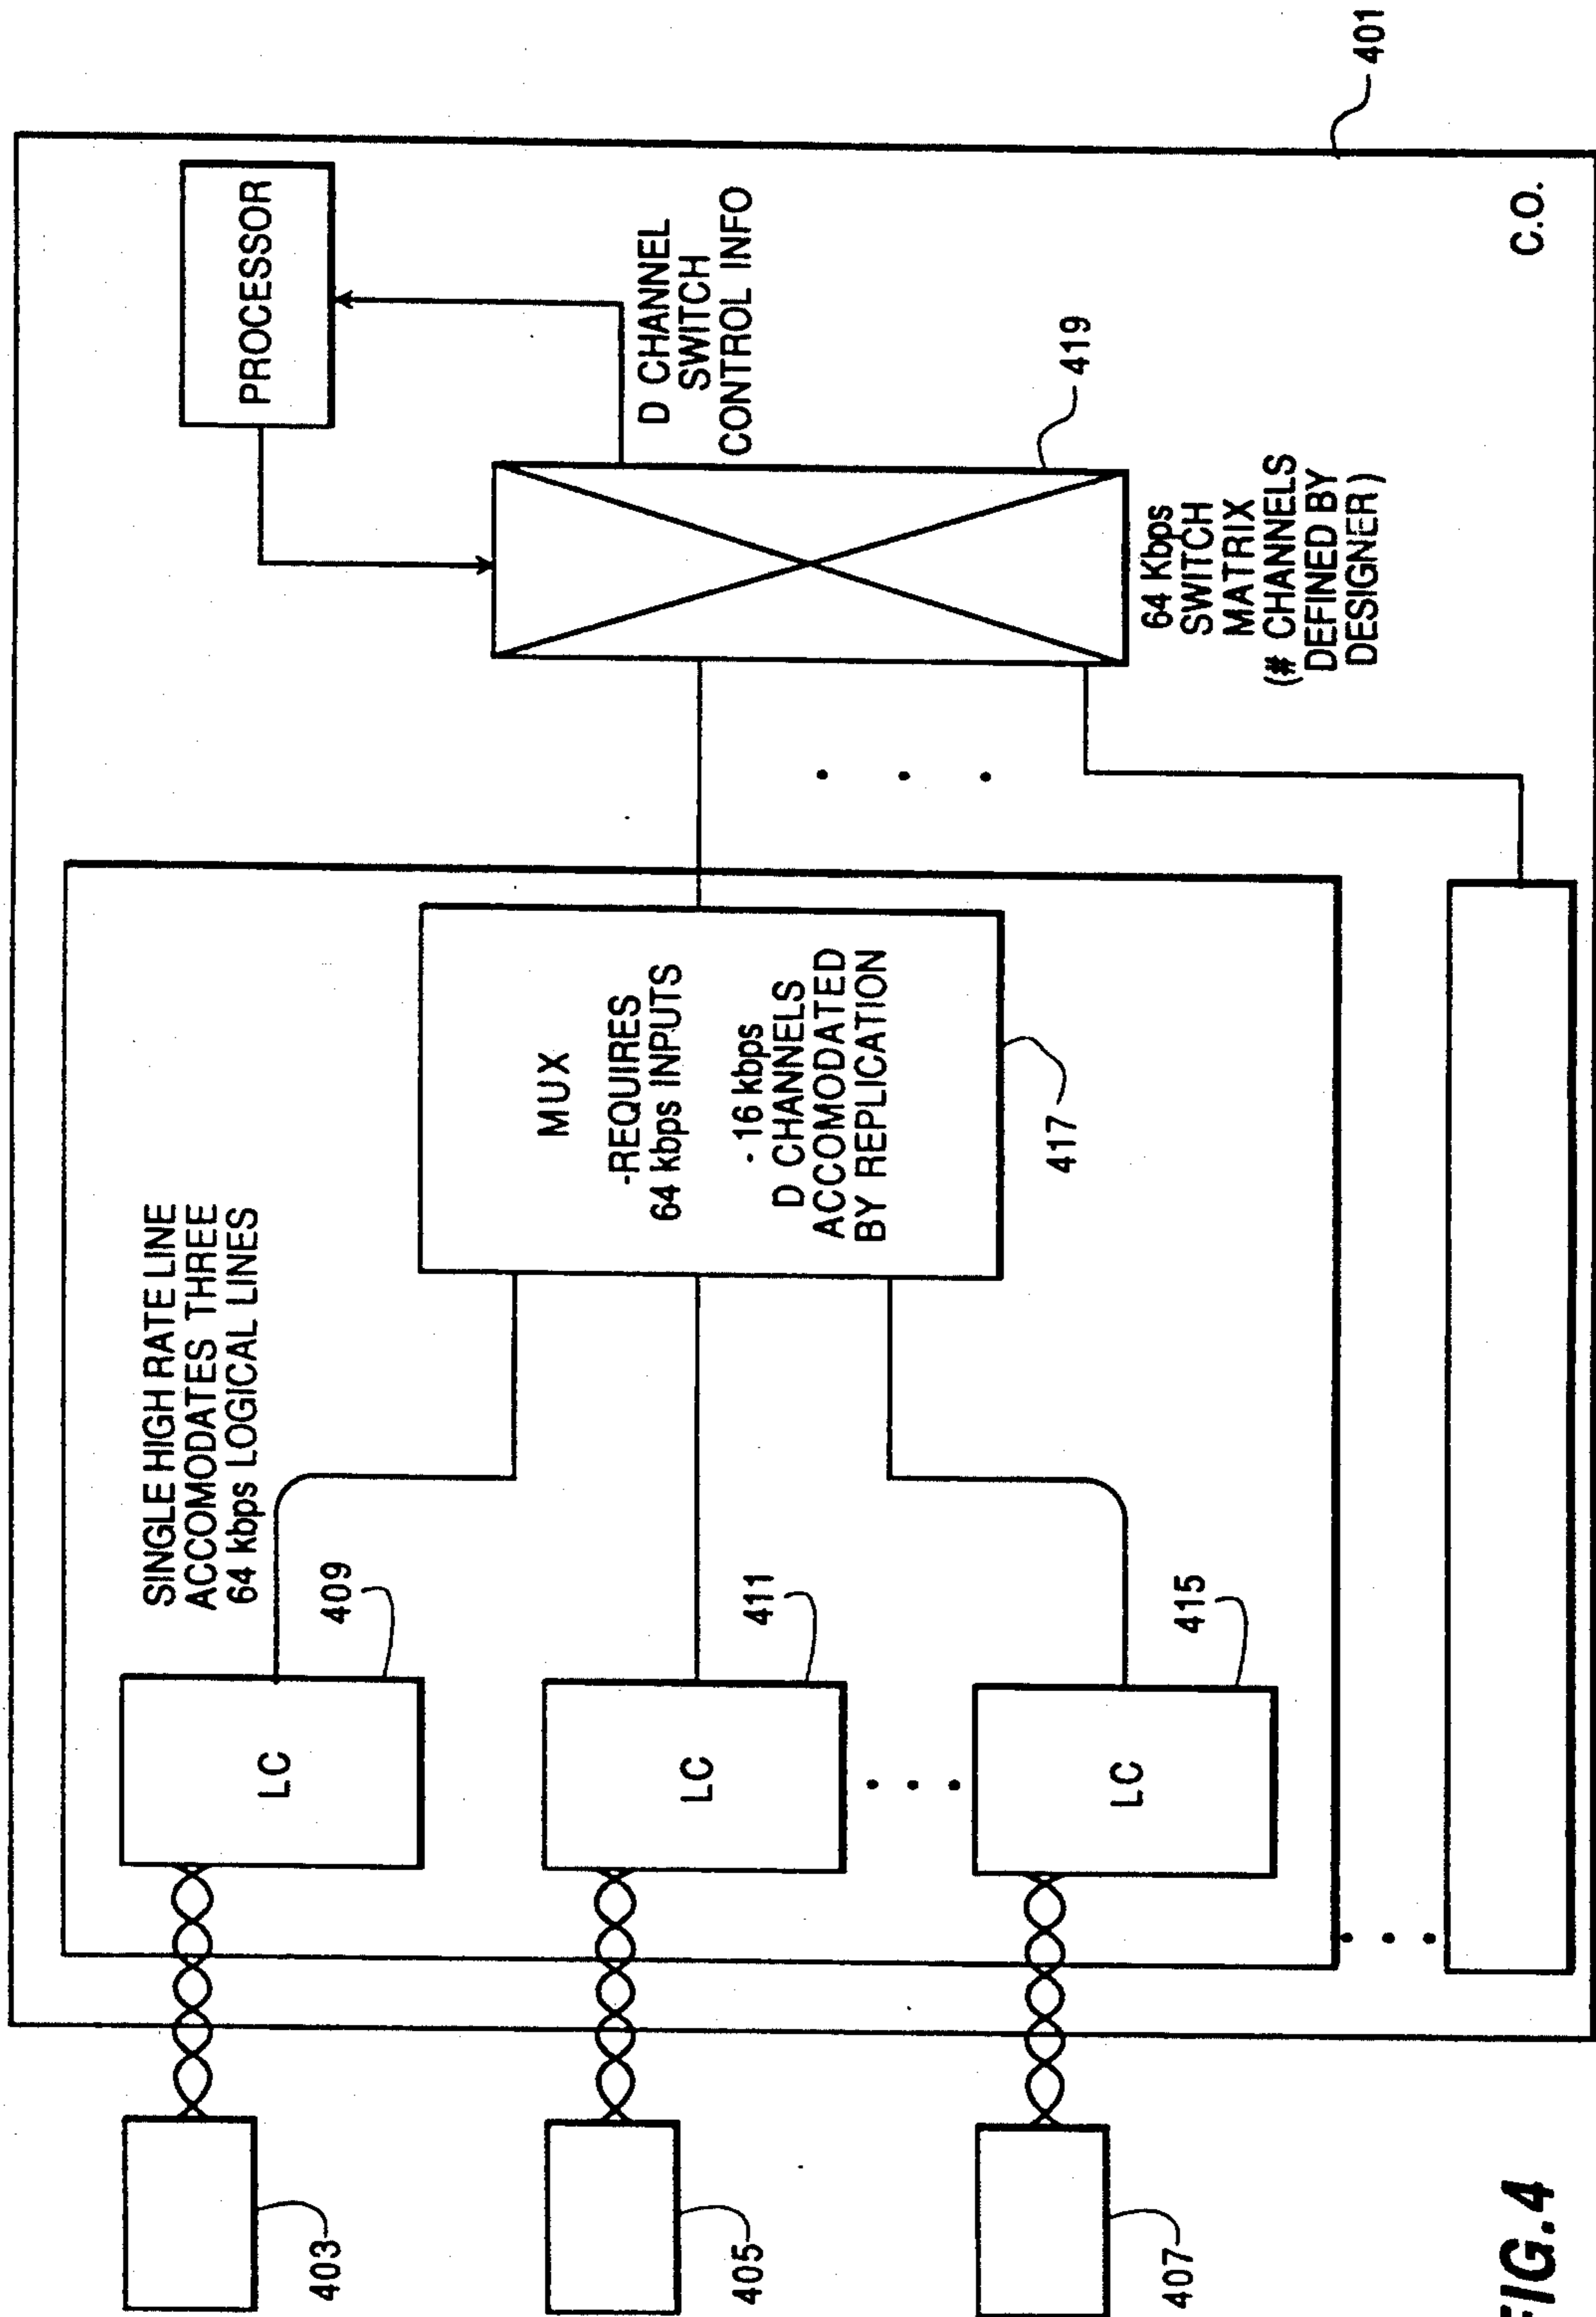 SINGLE HIGH RATE LINE
ACCOMODATES THREE
64 kbps LOGICAL LINES
PROCESSOR
D CHANNEL
SWITCH
CONTROL INFO
MUX
-REQUIRES
64 kbps INPUTS
- 16 kbps
D CHANNELS
ACCOMODATED
BY REPLICATION
417
419
64 Kbps
SWITCH
MATRIX
(# CHANNELS
DEFINED BY
DESIGNER)
LC
409
LC
411
LC
415
403
405
407
C.O.
401
FIG.4